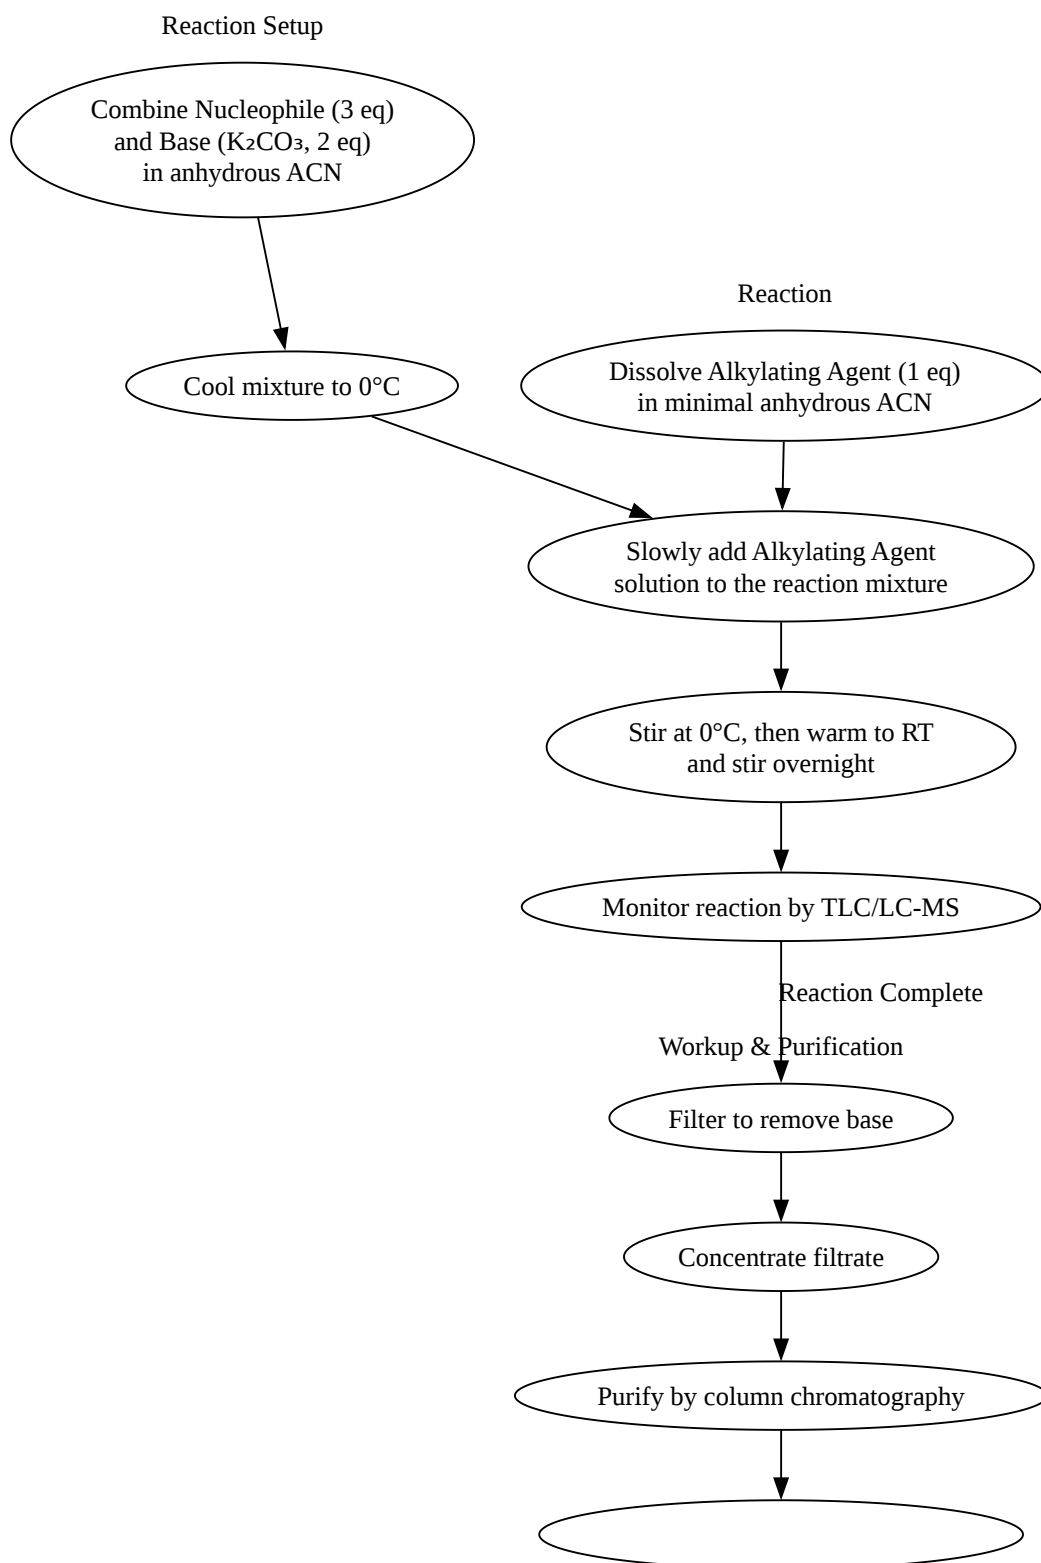 Reaction Setup
Combine Nucleophile (3 eq)
and Base (K₂CO₃, 2 eq)
in anhydrous ACN
Cool mixture to 0°C
Reaction
Dissolve Alkylating Agent (1 eq)
in minimal anhydrous ACN
Slowly add Alkylating Agent
solution to the reaction mixture
Stir at 0°C, then warm to RT
and stir overnight
Monitor reaction by TLC/LC-MS
Reaction Complete
Workup & Purification
Filter to remove base
Concentrate filtrate
Purify by column chromatography